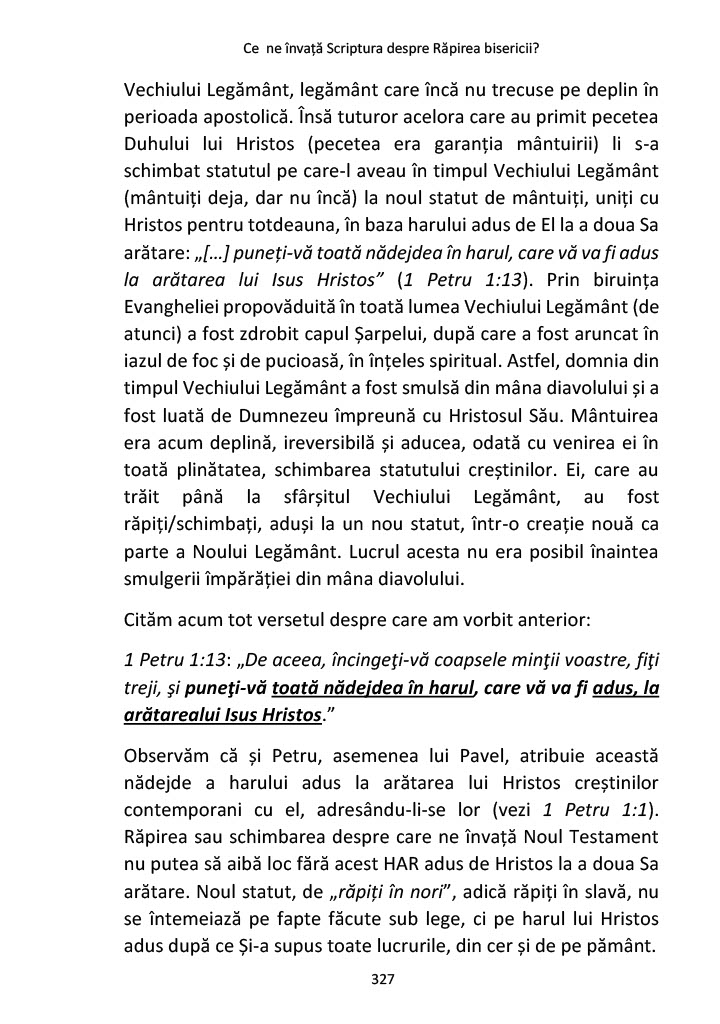 Ce ne învață Scriptura despre Răpirea bisericii?
Vechiului Legământ, legământ care încă nu trecuse pe deplin în
perioada apostolică. Însă tuturor acelora care au primit pecetea
Duhului lui Hristos (pecetea era garanția mântuirii) li s-a
schimbat statutul pe care-l aveau în timpul Vechiului Legământ
(mântuiți deja, dar nu încă) la noul statut de mântuiți, uniți cu
Hristos pentru totdeauna, în baza harului adus de El la a doua Sa
arătare: „[…] puneți-vă toată nădejdea în harul, care vă va fi adus
la arătarea lui Isus Hristos” (1 Petru 1:13). Prin biruința
Evangheliei propovăduită în toată lumea Vechiului Legământ (de
atunci) a fost zdrobit capul Șarpelui, după care a fost aruncat în
iazul de foc și de pucioasă, în înțeles spiritual. Astfel, domnia din
timpul Vechiului Legământ a fost smulsă din mâna diavolului și a
fost luată de Dumnezeu împreună cu Hristosul Său. Mântuirea
era acum deplină, ireversibilă și aducea, odată cu venirea ei în
toată plinătatea, schimbarea statutului creștinilor. Ei, care au
trăit până la sfârșitul Vechiului Legământ, au fost
răpiți/schimbați, aduși la un nou statut, într-o creație nouă ca
parte a Noului Legământ. Lucrul acesta nu era posibil înaintea
smulgerii împărăției din mâna diavolului.
Cităm acum tot versetul despre care am vorbit anterior:
1 Petru 1:13: „De aceea, încingeţi-vă coapsele minţii voastre, fiţi
treji, şi puneţi-vă toată nădejdea în harul, care vă va fi adus, la
arătarealui Isus Hristos.”
Observăm că și Petru, asemenea lui Pavel, atribuie această
nădejde a harului adus la arătarea lui Hristos creștinilor
contemporani cu el, adresându-li-se lor (vezi 1 Petru 1:1).
Răpirea sau schimbarea despre care ne învață Noul Testament
nu putea să aibă loc fără acest HAR adus de Hristos la a doua Sa
arătare. Noul statut, de „răpiți în nori”, adică răpiți în slavă, nu
se întemeiază pe fapte făcute sub lege, ci pe harul lui Hristos
adus după ce Și-a supus toate lucrurile, din cer și de pe pământ.
327